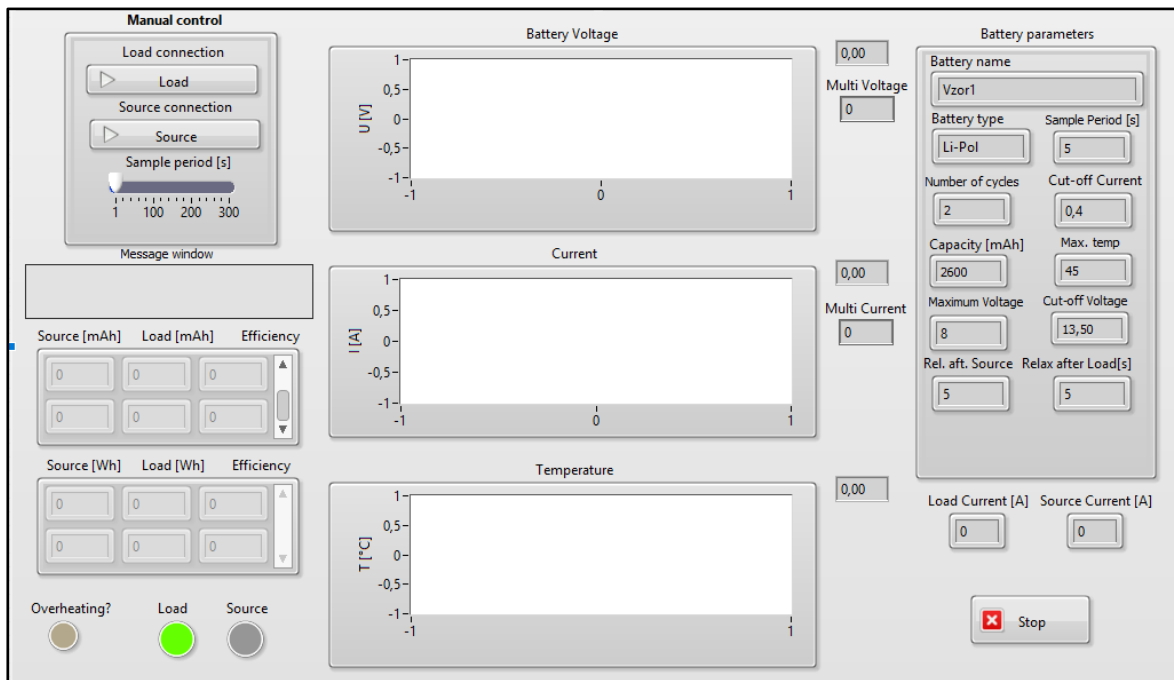 Manual control
Load connection
Load
Source connection
Source
Sample period [s]
1 100 200 300
Message window
Source [mAh] Load [mAh] Efficiency
0 0 0
0 0 0
Source [Wh] Load [Wh] Efficiency
0 0 0
0 0 0
Overheating? Load Source
Battery Voltage
U [V]
1
0,5
0
-0,5
-1
-1 0 1
0,00
Multi Voltage
0
Current
I [A]
1
0,5
0
-0,5
-1
-1 0 1
0,00
Multi Current
0
Temperature
T [°C]
1
0,5
0
-0,5
-1
-1 1
0,00
Battery parameters
Battery name
Vzor1
Battery type Sample Period [s]
Li-Pol 5
Number of cycles Cut-off Current
2 0,4
Capacity [mAh] Max. temp
2600 45
Maximum Voltage Cut-off Voltage
8 13,50
Rel. aft. Source Relax after Load[s]
5 5
Load Current [A] Source Current [A]
0 0
Stop